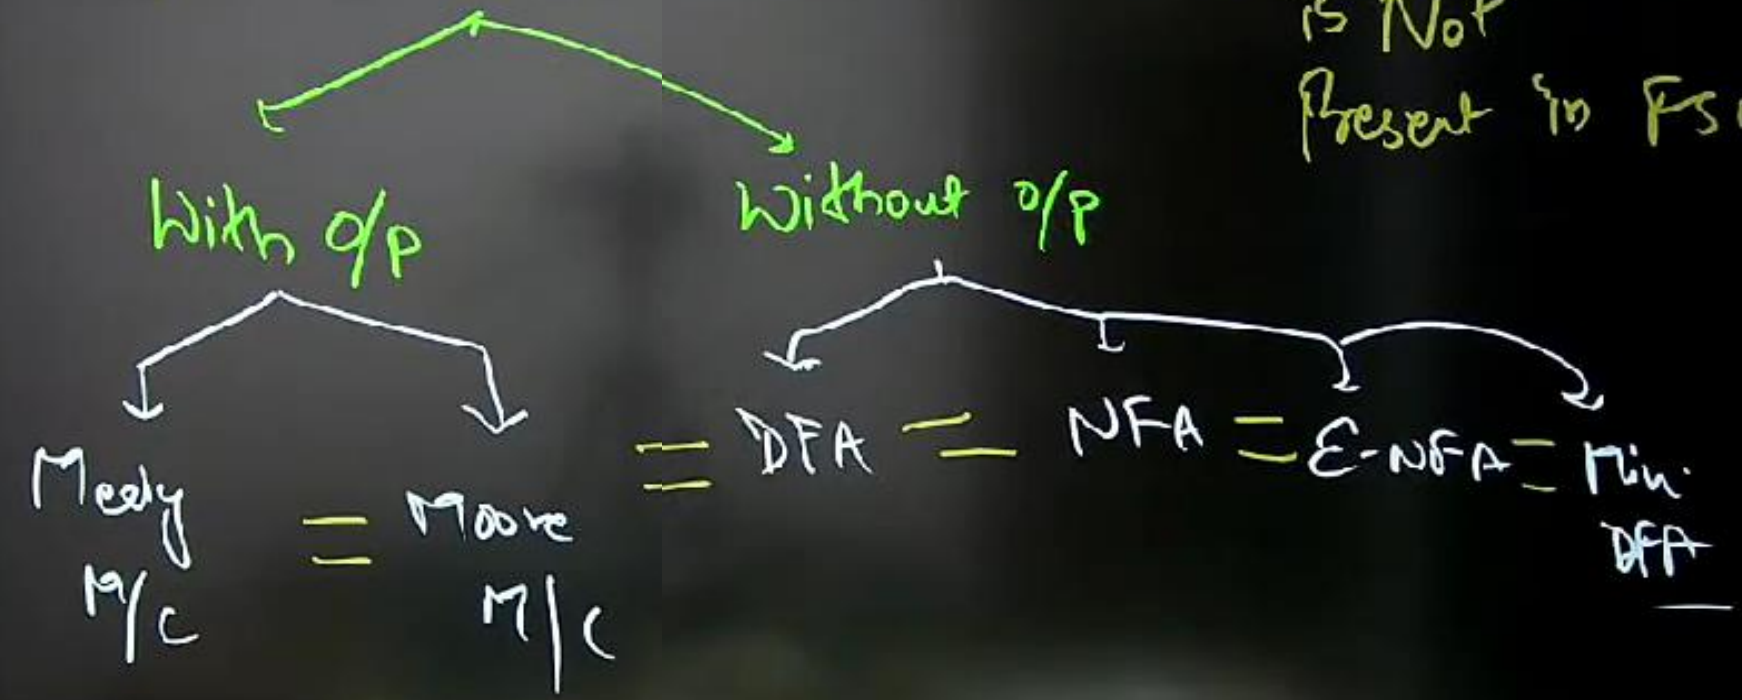 is Not
Present in FS
With O/P
Without O/P
Mealy
M/C
=
Moore
M/C
= DFA = NFA = ε-NFA = Min.
DFA